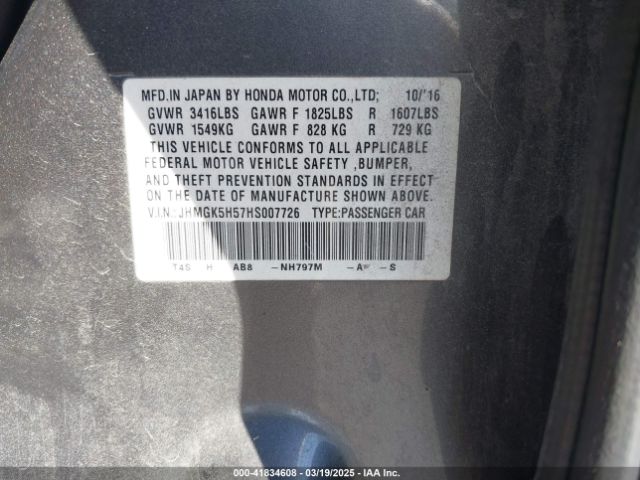 MFD.IN JAPAN BY HONDA MOTOR CO.,LTD; 10/'16
GVWR 3416LBS GAWR F 1825LBS R 1607LBS
GVWR 1549KG GAWR F 828 KG R 729 KG
THIS VEHICLE CONFORMS TO ALL APPLICABLE
FEDERAL MOTOR VEHICLE SAFETY ,BUMPER,
AND THEFT PREVENTION STANDARDS IN EFFECT
ON THE DATE OF MANUFACTURE SHOWN ABOVE.
V.I.N.:JHMGK5H57HS007726 TYPE:PASSENGER CAR
T4S H AB8 -NH797M -A -S
000-41834608 - 03/19/2025 - IAA Inc.